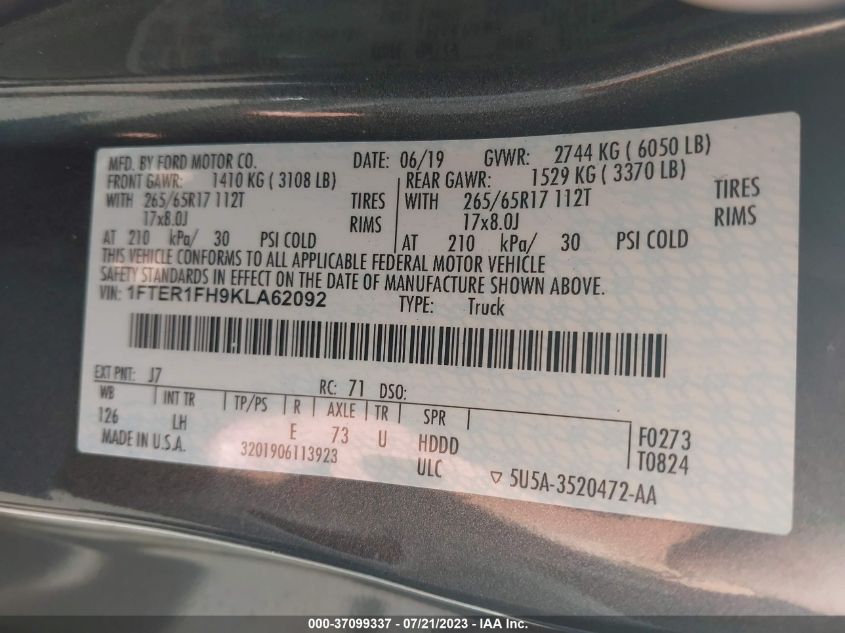 MFD. BY FORD MOTOR CO. DATE: 06/19 GVWR: 2744 KG ( 6050 LB)
FRONT GAWR: 1410 KG ( 3108 LB) REAR GAWR: 1529 KG ( 3370 LB)
WITH 265/65R17 112T TIRES WITH 265/65R17 112T TIRES
17x8.0J RIMS 17x8.0J RIMS
AT 210 kPa/ 30 PSI COLD AT 210 kPa/ 30 PSI COLD
THIS VEHICLE CONFORMS TO ALL APPLICABLE FEDERAL MOTOR VEHICLE
SAFETY STANDARDS IN EFFECT ON THE DATE OF MANUFACTURE SHOWN ABOVE.
VIN: 1FTER1FH9KLA62092 TYPE: Truck
EXT PNT: J7 RC: 71 DSO:
WB INT TR TP/PS R AXLE TR SPR
126 LH E 73 U HDDD F0273
MADE IN U.S.A. 3201906113923 ULC T0824
▽ 5U5A-3520472-AA
000-37099337 - 07/21/2023 - IAA Inc.